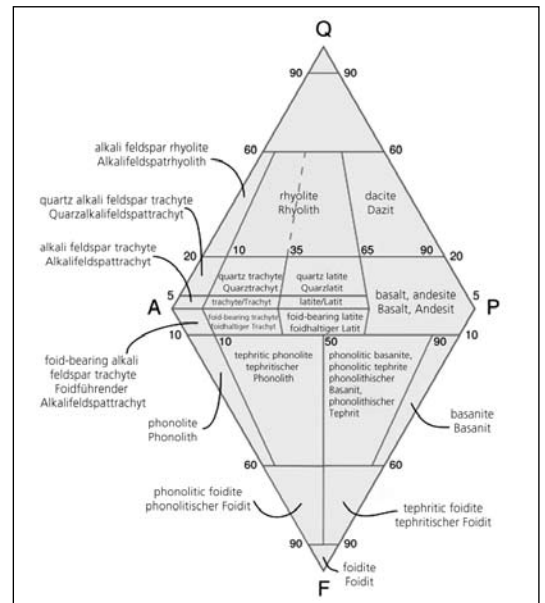 Q
90 90
60 60
alkali feldspar rhyolite
Alkalifeldspatrhyolith
rhyolite
Rhyolith
dacite
Dazit
quartz alkali feldspar trachyte
Quarzalkalifeldspattrachyt
20 10 35 65 90 20
alkali feldspar trachyte
Alkalifeldspattrachyt
quartz trachyte
Quarztrachyt
quartz latite
Quarzlatit
basalt, andesite
Basalt, Andesit
5 5
trachyte/Trachyt
latite/Latit
A P
foid-bearing trachyte
foidhaltiger Trachyt
foid-bearing latite
foidhaltiger Latit
10 10
10 50 90
foid-bearing alkali
feldspar trachyte
Foidführender
Alkalifeldspattrachyt
tephritic phonolite
tephritischer
Phonolith
phonolitic basanite,
phonolitic tephrite
phonolithischer
Basanit,
phonolithischer
Tephrit
phonolite
Phonolith
basanite
Basanit
60 60
phonolitic foidite
phonolitischer Foidit
tephritic foidite
tephritischer Foidit
90 90
foidite
Foidit
F